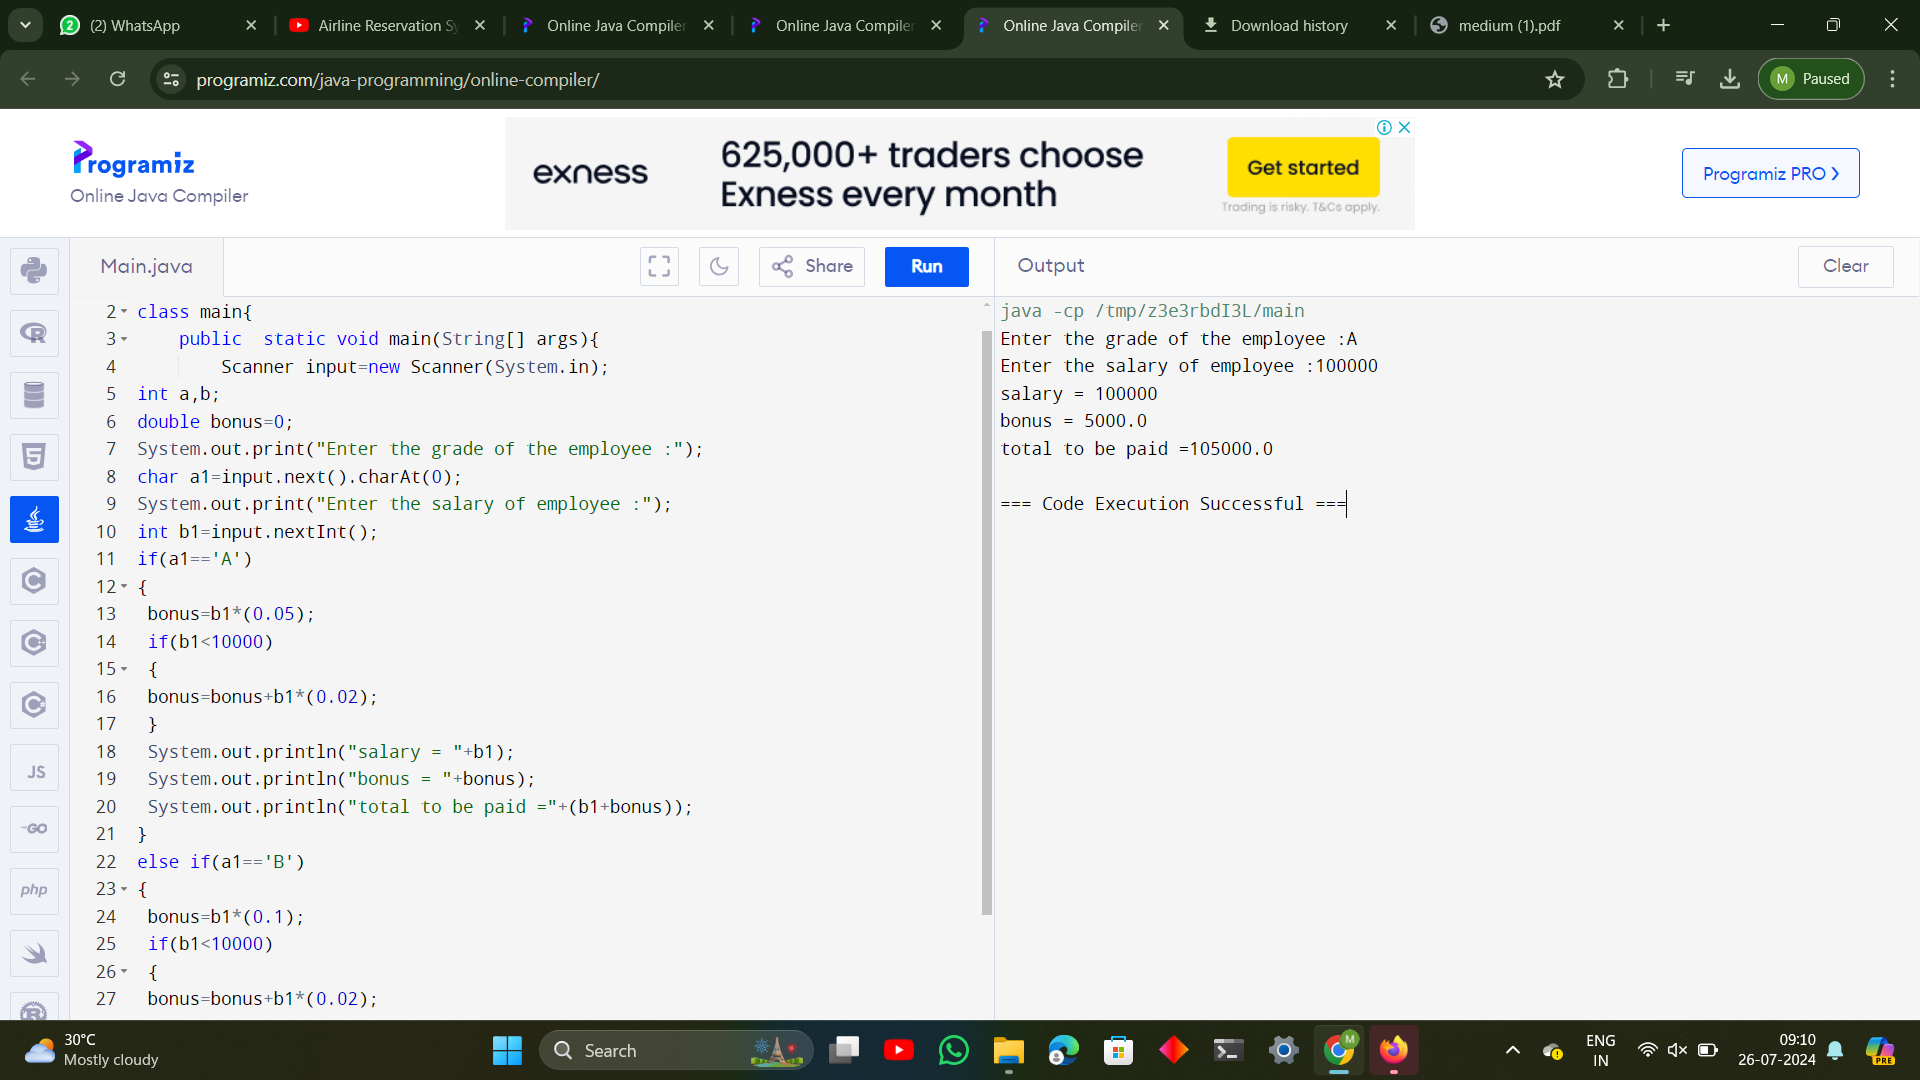 (2) WhatsApp
Airline Reservation Sy
Online Java Compiler
Online Java Compiler
Online Java Compiler
Download history
medium (1).pdf
programiz.com/java-programming/online-compiler/
M Paused
Programiz
Online Java Compiler
exness
625,000+ traders choose
Exness every month
Get started
Trading is risky. T&Cs apply.
Programiz PRO
Main.java
Share
Run
Output
Clear
2 class main{
3 public  static void main(String[] args){
4 Scanner input=new Scanner(System.in);
5 int a,b;
6 double bonus=0;
7 System.out.print("Enter the grade of the employee :");
8 char a1=input.next().charAt(0);
9 System.out.print("Enter the salary of employee :");
10 int b1=input.nextInt();
11 if(a1=='A')
12 {
13 bonus=b1*(0.05);
14 if(b1<10000)
15 {
16 bonus=bonus+b1*(0.02);
17 }
18 System.out.println("salary = "+b1);
19 System.out.println("bonus = "+bonus);
20 System.out.println("total to be paid ="+(b1+bonus));
21 }
22 else if(a1=='B')
23 {
24 bonus=b1*(0.1);
25 if(b1<10000)
26 {
27 bonus=bonus+b1*(0.02);
java -cp /tmp/z3e3rbdI3L/main
Enter the grade of the employee :A
Enter the salary of employee :100000
salary = 100000
bonus = 5000.0
total to be paid =105000.0
=== Code Execution Successful ===
R
5
C
C
C
JS
GO
php
R
30°C
Mostly cloudy
Search
M
ENG
IN
09:10
26-07-2024
PRE